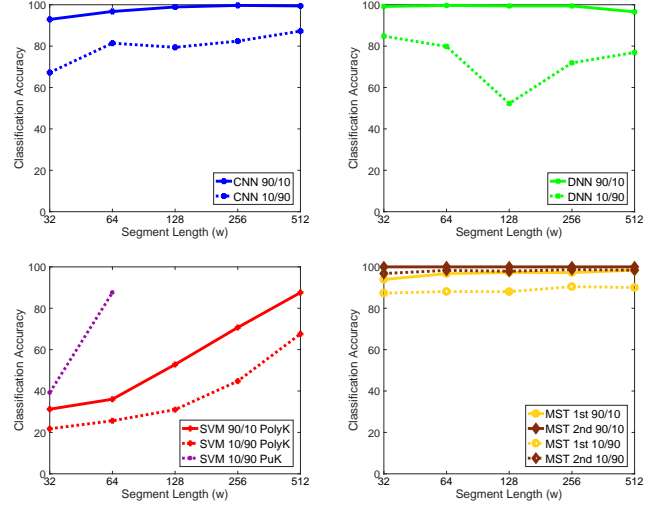 Classification Accuracy
100
80
60
40
20
0
32
64
128
256
512
Segment Length (w)
CNN 90/10
CNN 10/90
Classification Accuracy
100
80
60
40
20
0
32
64
128
256
512
Segment Length (w)
DNN 90/10
DNN 10/90
Classification Accuracy
100
80
60
40
20
0
32
64
128
256
512
Segment Length (w)
SVM 90/10 PolyK
SVM 10/90 PolyK
SVM 10/90 PuK
Classification Accuracy
100
80
60
40
20
0
32
64
128
256
512
Segment Length (w)
MST 1st 90/10
MST 2nd 90/10
MST 1st 10/90
MST 2nd 10/90